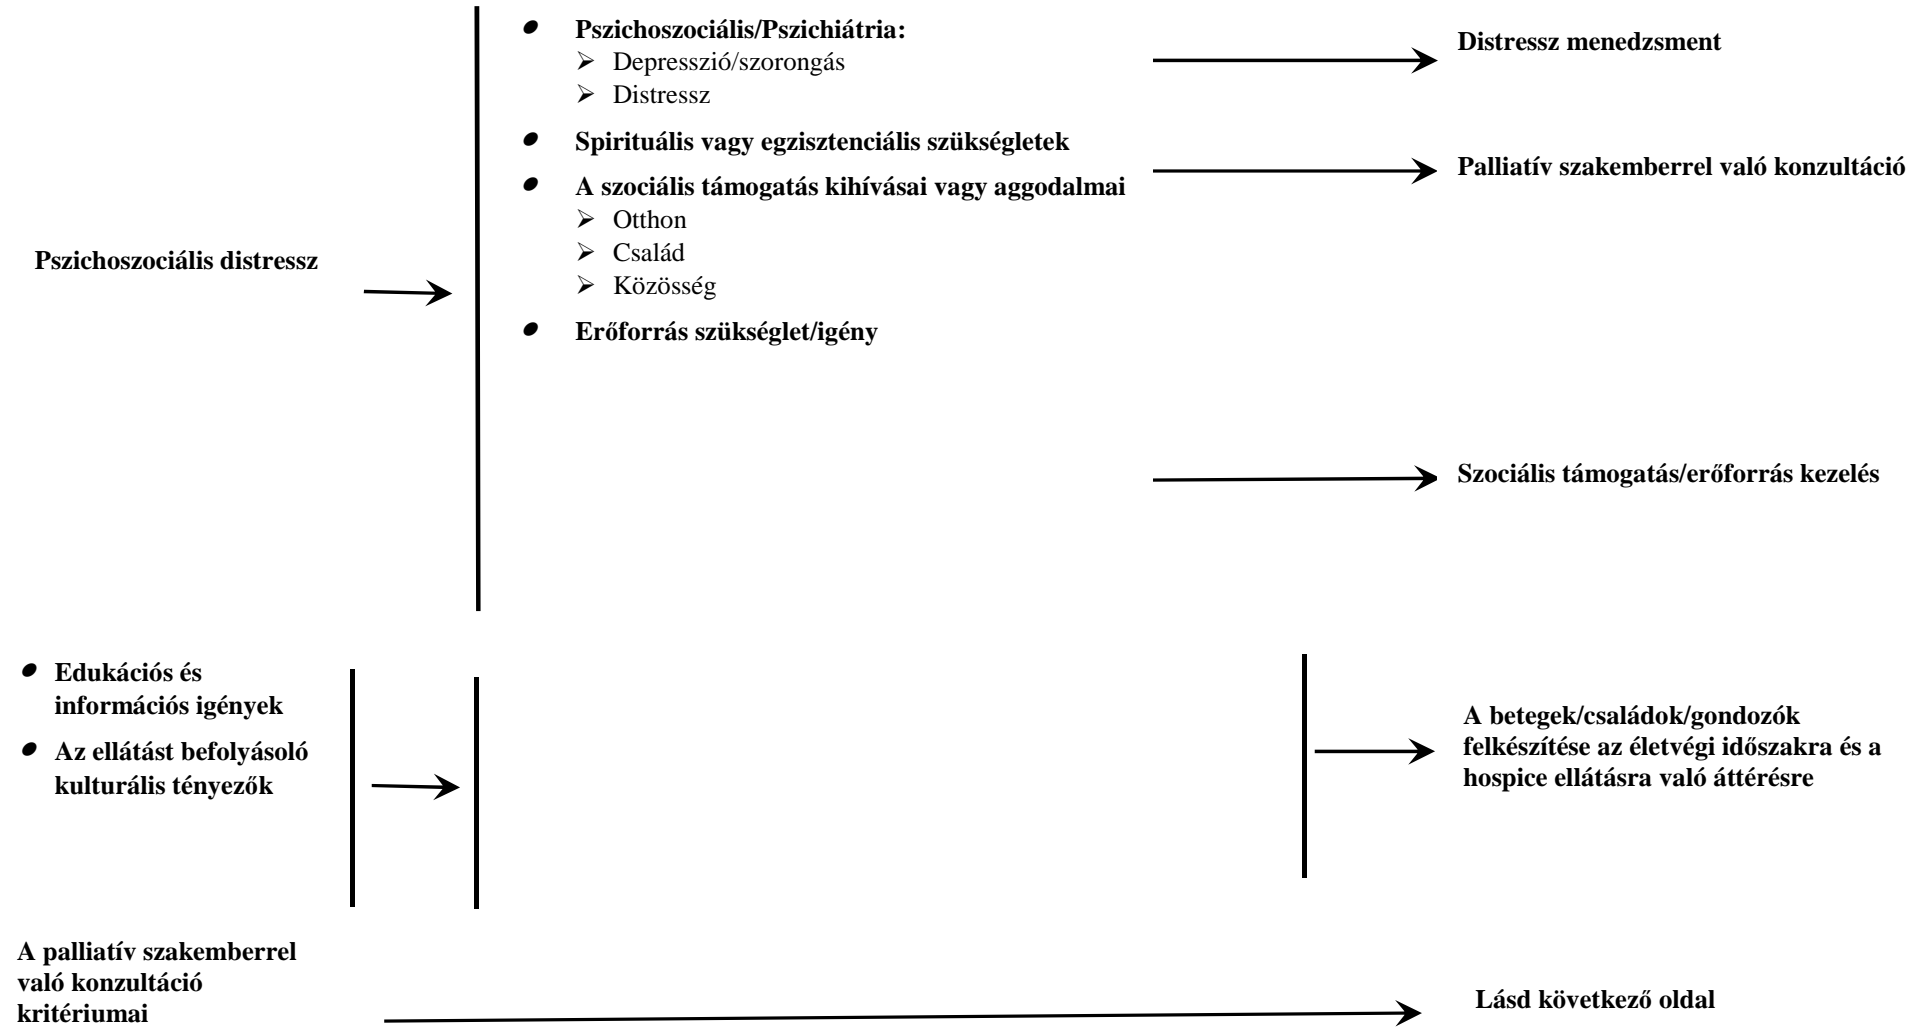 Pszichoszociális distressz
• Pszichoszociális/Pszichiátria:
➢ Depresszió/szorongás
➢ Distressz
• Spirituális vagy egzisztenciális szükségletek
• A szociális támogatás kihívásai vagy aggodalmai
➢ Otthon
➢ Család
➢ Közösség
• Erőforrás szükséglet/igény
Distressz menedzsment
Palliatív szakemberrel való konzultáció
Szociális támogatás/erőforrás kezelés
• Edukációs és
információs igények
• Az ellátást befolyásoló
kulturális tényezők
A betegek/családok/gondozók
felkészítése az életvégi időszakra és a
hospice ellátásra való áttérésre
A palliatív szakemberrel
való konzultáció
kritériumai
Lásd következő oldal